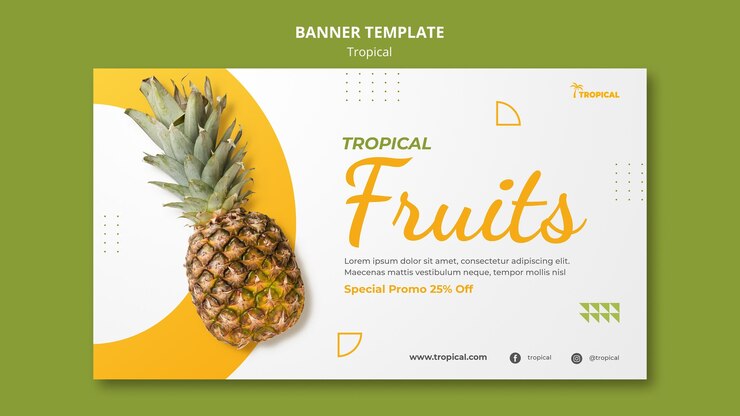 BANNER TEMPLATE
Tropical
TROPICAL
TROPICAL
Fruits
Lorem ipsum dolor sit amet, consectetur adipiscing elit.
Maecenas mattis vestibulum neque, tempor mollis nisl
Special Promo 25% Off
www.tropical.com
tropical
@tropical